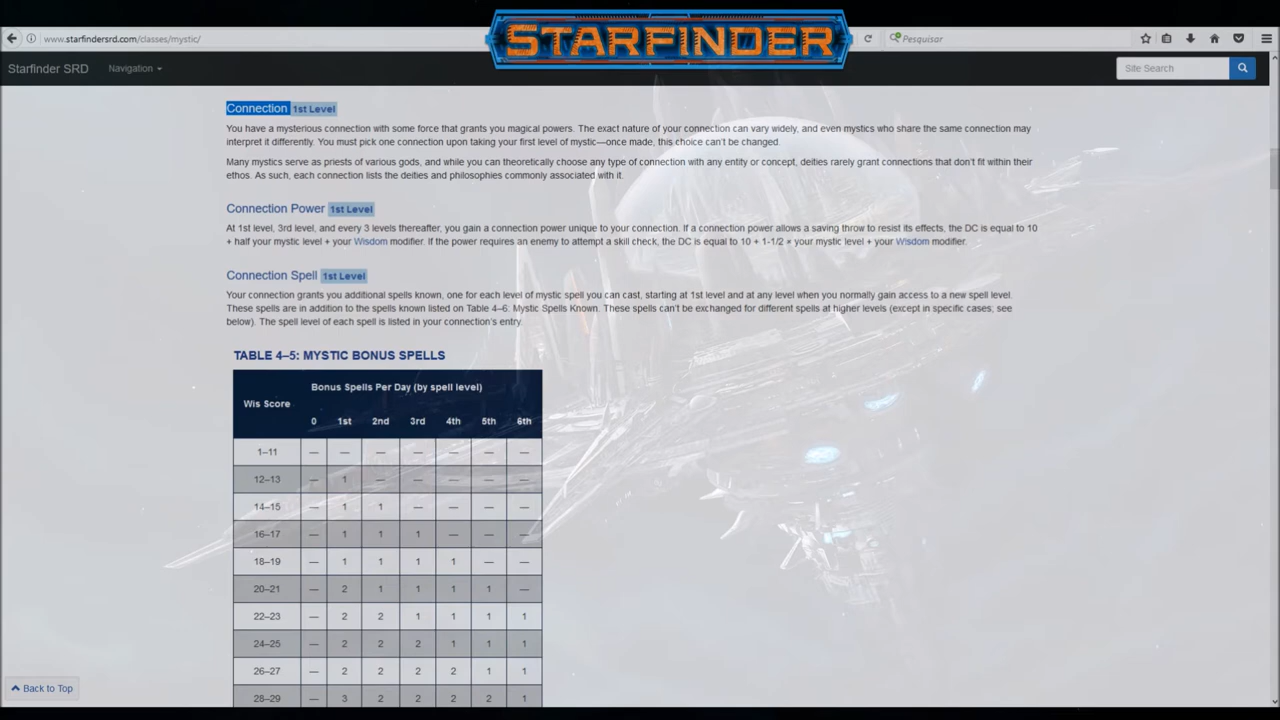 STARFINDER
www.starfindersrd.com/classes/mystic/
Pesquisar
Starfinder SRD Navigation Site Search
Connection 1st Level
You have a mysterious connection with some force that grants you magical powers. The exact nature of your connection can vary widely, and even mystics who share the same connection may
interpret it differently. You must pick one connection upon taking your first level of mystic—once made, this choice can't be changed.
Many mystics serve as priests of various gods, and while you can theoretically choose any type of connection with any entity or concept, deities rarely grant connections that don't fit within their
ethos. As such, each connection lists the deities and philosophies commonly associated with it.
Connection Power 1st Level
At 1st level, 3rd level, and every 3 levels thereafter, you gain a connection power unique to your connection. If a connection power allows a saving throw to resist its effects, the DC is equal to 10
+ half your mystic level + your Wisdom modifier. If the power requires an enemy to attempt a skill check, the DC is equal to 10 + 1-1/2 × your mystic level + your Wisdom modifier.
Connection Spell 1st Level
Your connection grants you additional spells known, one for each level of mystic spell you can cast, starting at 1st level and at any level when you normally gain access to a new spell level.
These spells are in addition to the spells known listed on Table 4–6: Mystic Spells Known. These spells can't be exchanged for different spells at higher levels (except in specific cases, see
below). The spell level of each spell is listed in your connection's entry.
TABLE 4–5: MYSTIC BONUS SPELLS
Bonus Spells Per Day (by spell level)
Wis Score
0 1st 2nd 3rd 4th 5th 6th
1–11 — — — — — — —
12–13 — 1 — — — — —
14–15 — 1 1 — — — —
16–17 — 1 1 1 — — —
18–19 — 1 1 1 1 — —
20–21 — 2 1 1 1 1 —
22–23 — 2 2 1 1 1 1
24–25 — 2 2 2 1 1 1
26–27 — 2 2 2 2 1 1
28–29 — 3 2 2 2 2 1
Back to Top